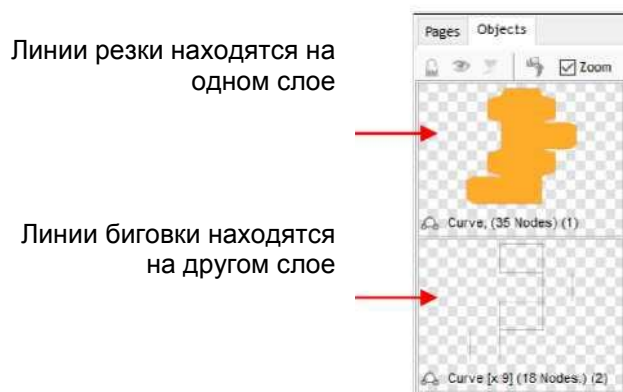 Линии резки находятся на
одном слое
Линии биговки находятся
на другом слое
Pages Objects
Zoom
Curve, (35 Nodes) (1)
Curve [x 9] (18 Nodes.) (2)